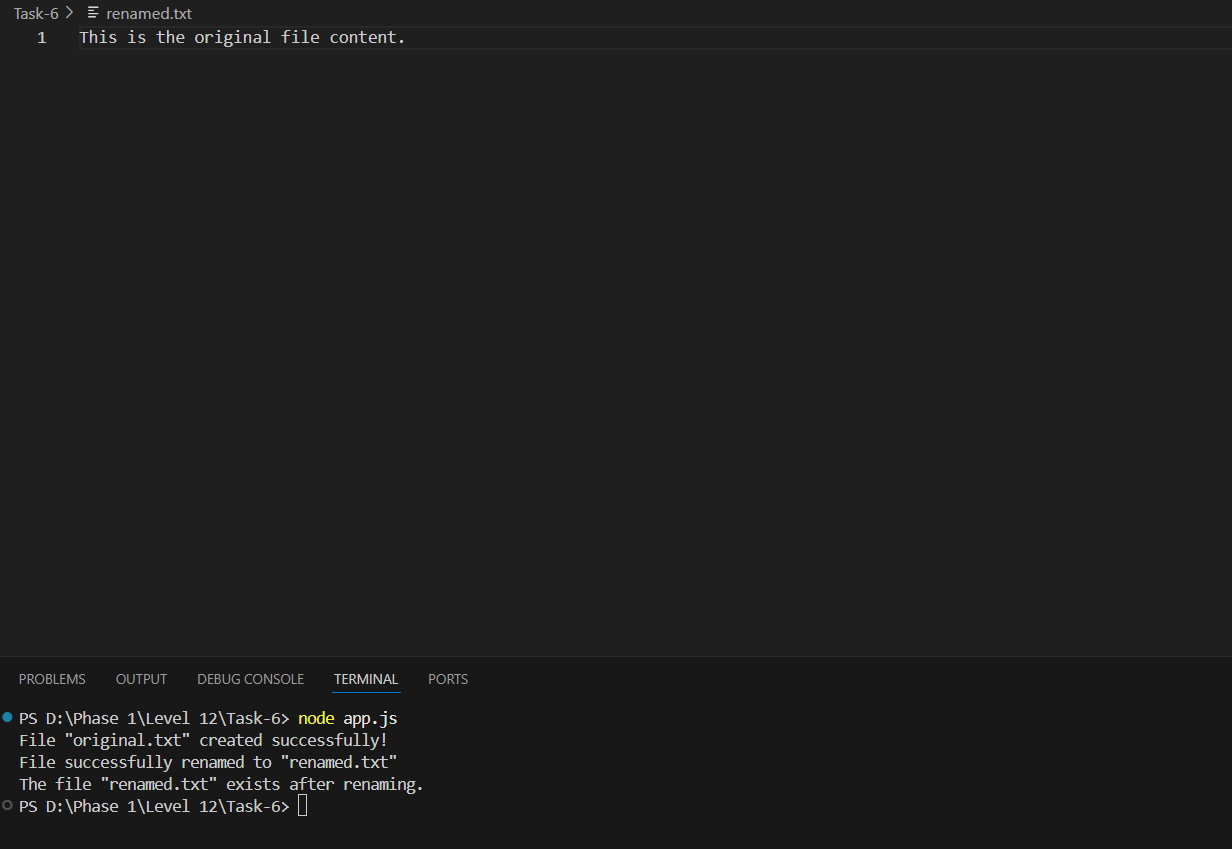 Task-6 > renamed.txt
1 This is the original file content.
PROBLEMS OUTPUT DEBUG CONSOLE TERMINAL PORTS
PS D:\Phase 1\Level 12\Task-6> node app.js
File "original.txt" created successfully!
File successfully renamed to "renamed.txt"
The file "renamed.txt" exists after renaming.
PS D:\Phase 1\Level 12\Task-6>